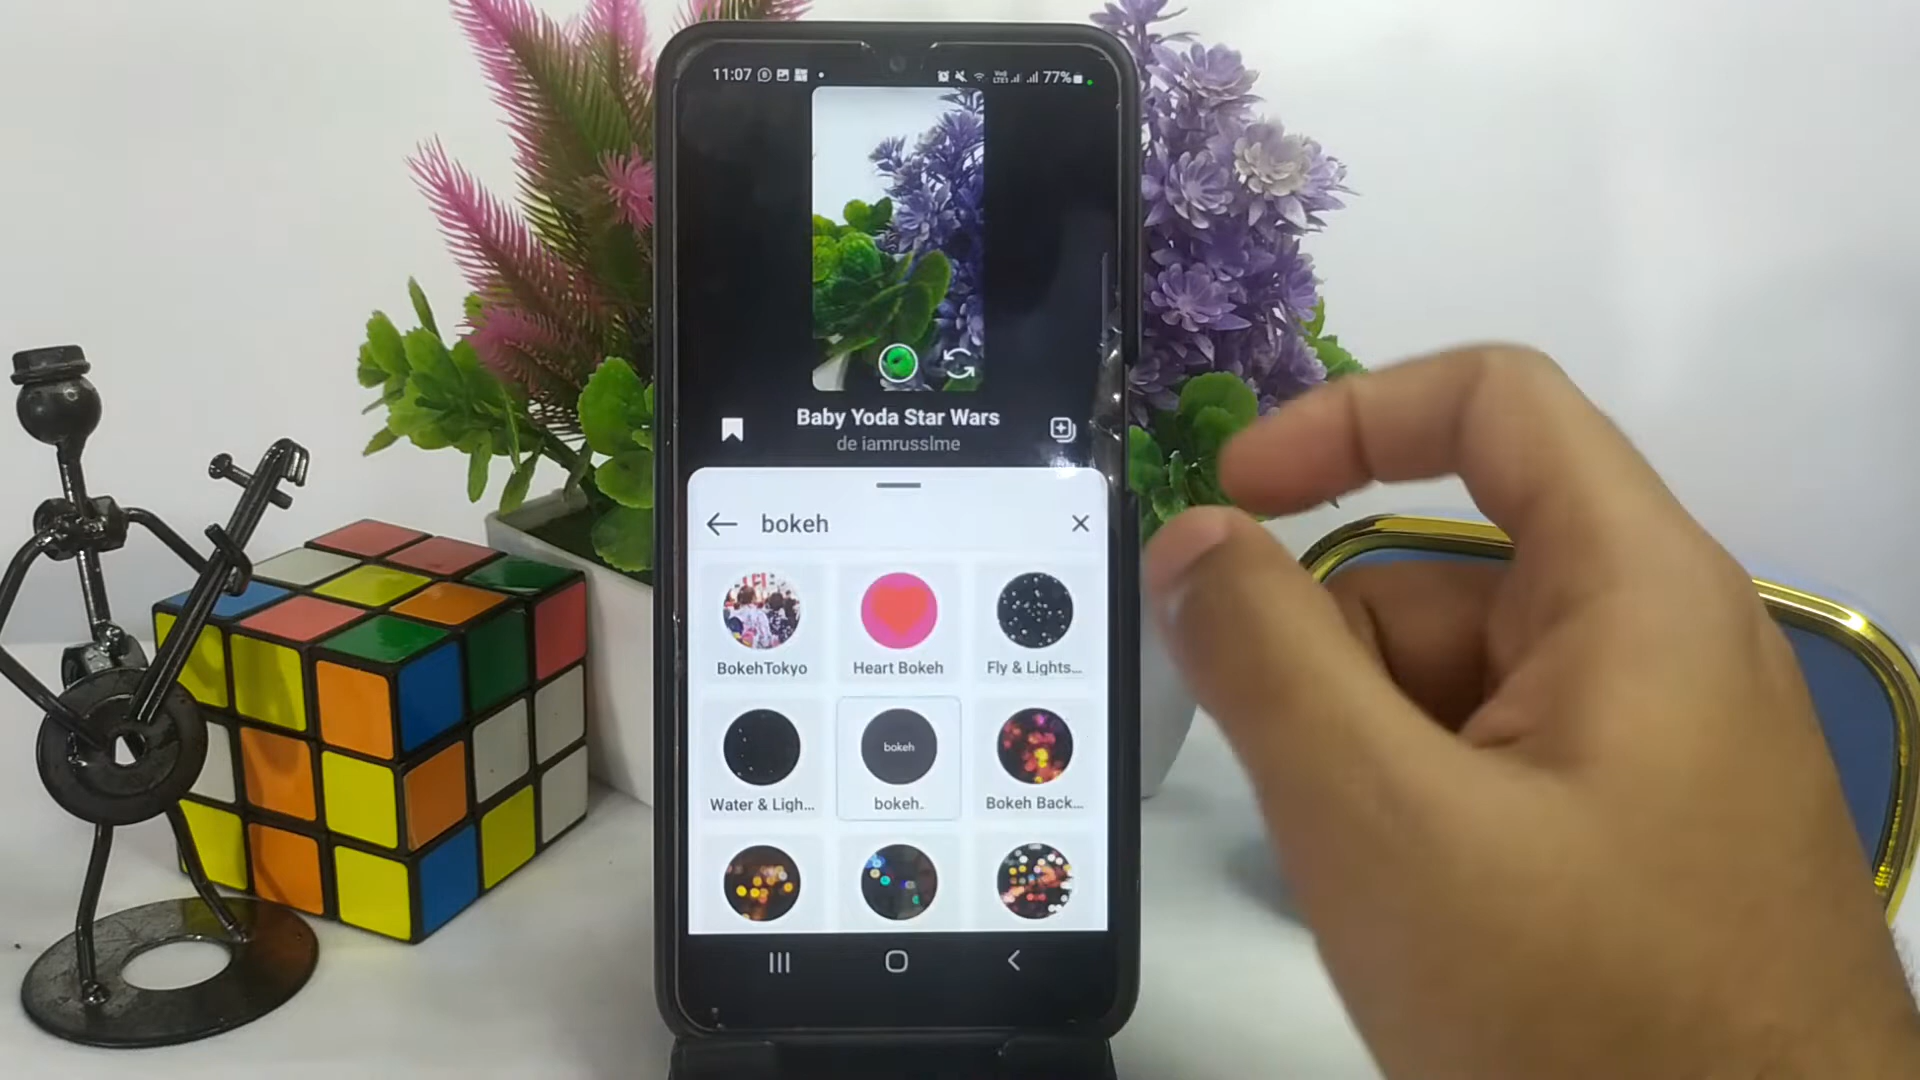 11:07
77%
Baby Yoda Star Wars
de iamrusslme
bokeh
BokehTokyo
Heart Bokeh
Fly & Lights...
bokeh
Water & Ligh...
bokeh.
Bokeh Back...